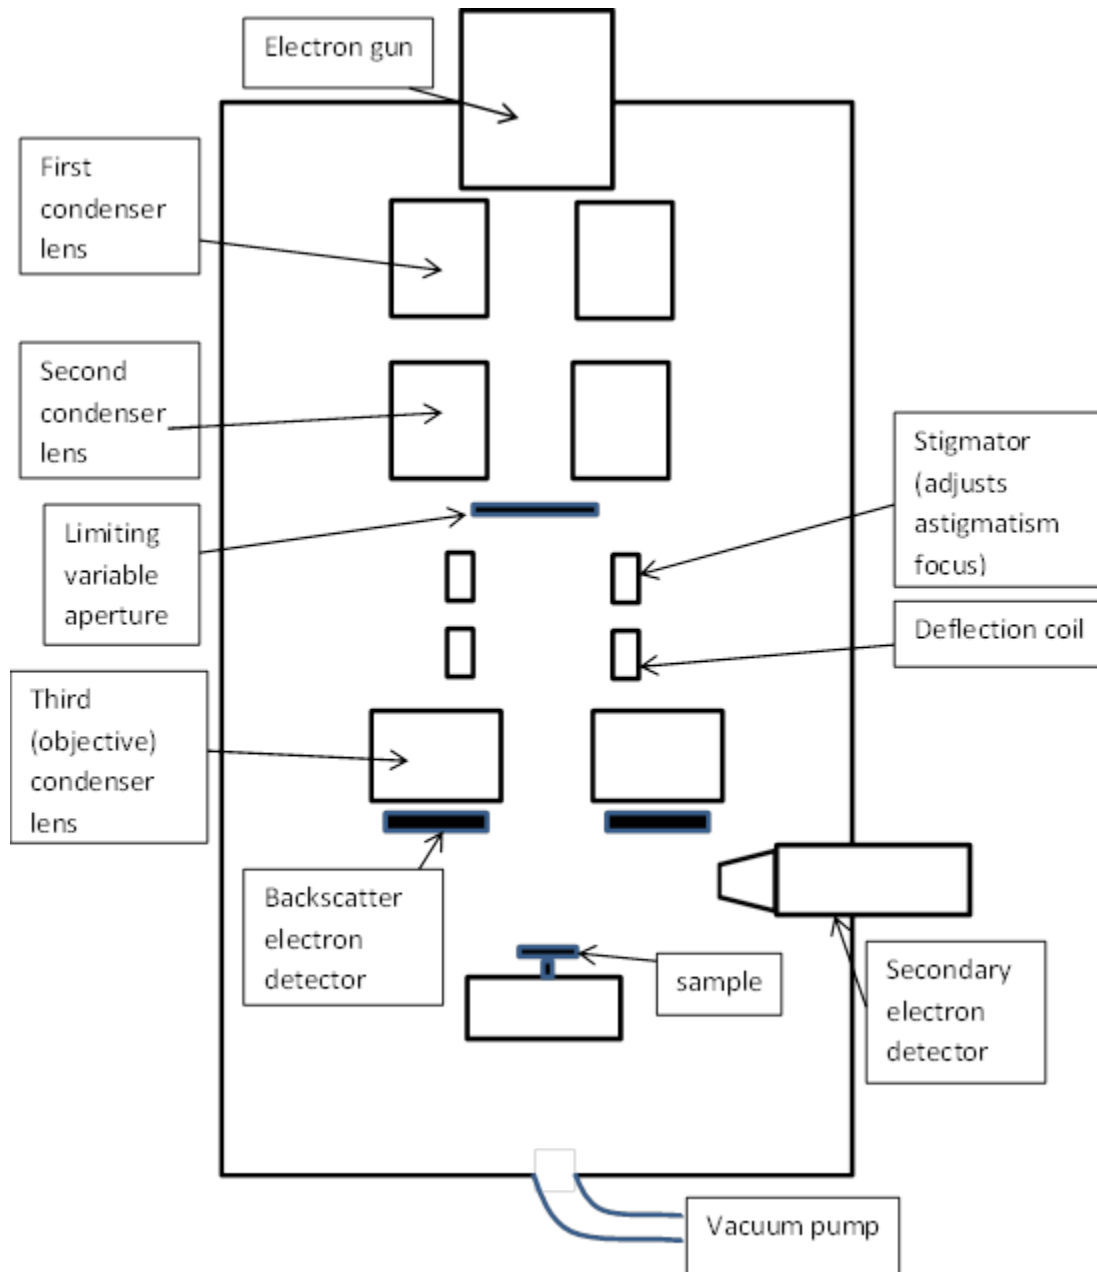 Electron gun
First
condenser
lens
Second
condenser
lens
Limiting
variable
aperture
Third
(objective)
condenser
lens
Backscatter
electron
detector
Stigmator
(adjusts
astigmatism
focus)
Deflection coil
sample
Secondary
electron
detector
Vacuum pump